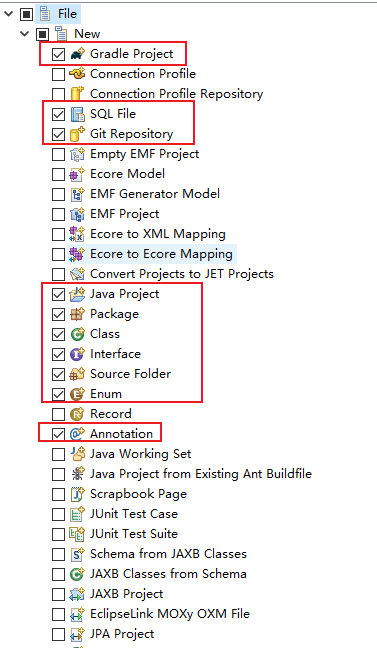 File
New
Gradle Project
Connection Profile
Connection Profile Repository
SQL File
Git Repository
Empty EMF Project
Ecore Model
EMF Generator Model
EMF Project
Ecore to XML Mapping
Ecore to Ecore Mapping
Convert Projects to JET Projects
Java Project
Package
Class
Interface
Source Folder
Enum
Record
Annotation
Java Working Set
Java Project from Existing Ant Buildfile
Scrapbook Page
JUnit Test Case
JUnit Test Suite
Schema from JAXB Classes
JAXB Classes from Schema
JAXB Project
EclipseLink MOXy OXM File
JPA Project